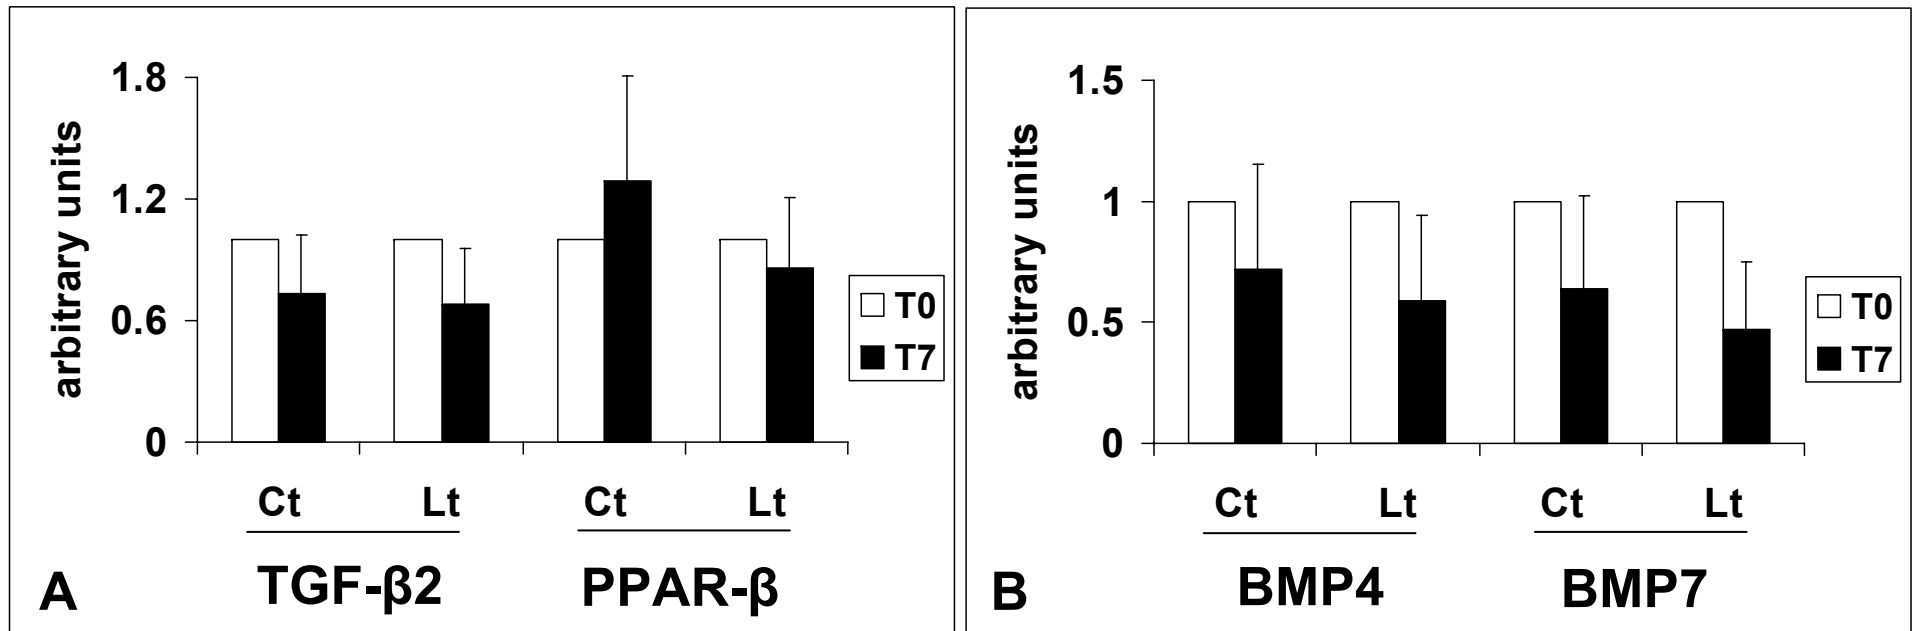 arbitrary units
1.8
1.2
0.6
0
T0
T7
Ct Lt Ct Lt
TGF-β2 PPAR-β
A
arbitrary units
1.5
1
0.5
0
T0
T7
Ct Lt Ct Lt
BMP4 BMP7
B